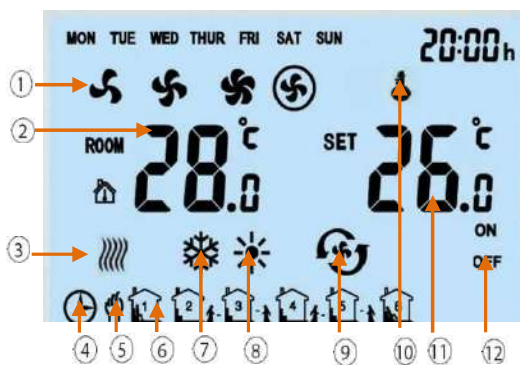 MON TUE WED THUR FRI SAT SUN 20:00h
①
② ROOM 28.0 °c SET 26.0 °c
③ ON
OFF
1 2 3 4 5 6
④ ⑤ ⑥ ⑦ ⑧ ⑨ ⑩ ⑪ ⑫